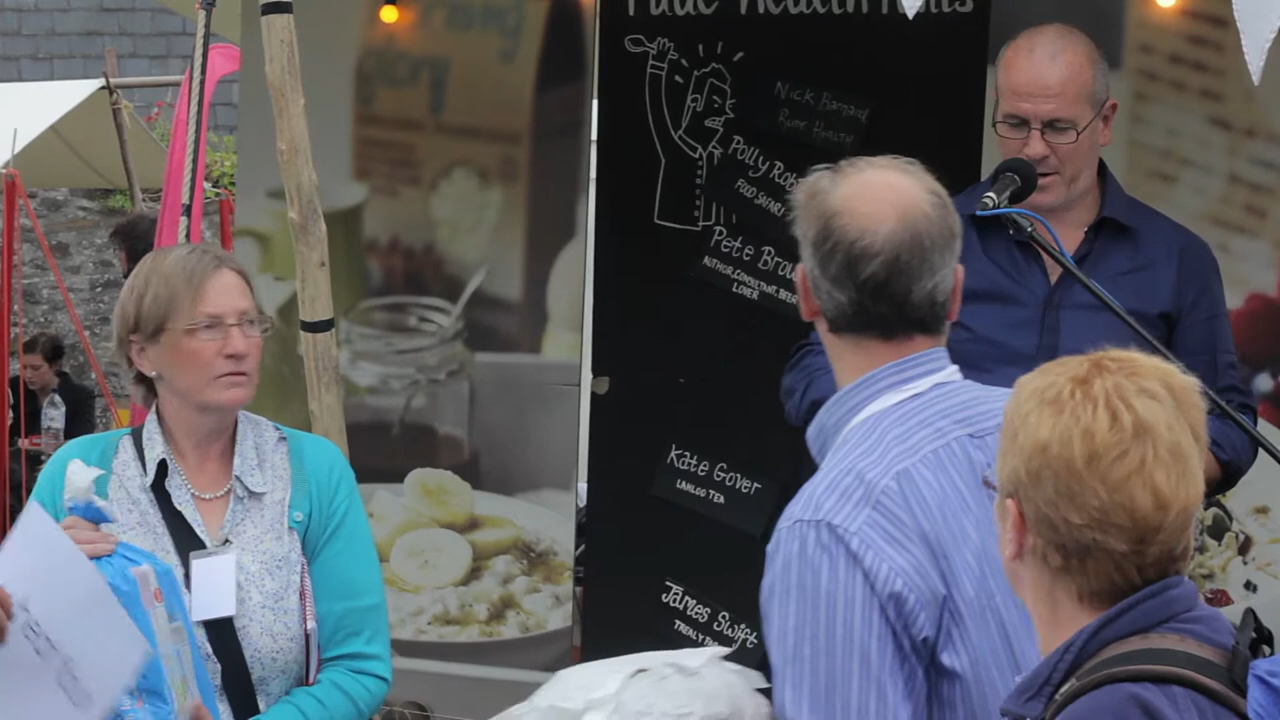 Nick Barnard
Rude Health
Polly Rob
FOOD SAFARI
Pete Brow
AUTHOR, CONSULTANT, BEER
LOVER
Kate Gover
LAHLOO TEA
James Swift
TREALY FA